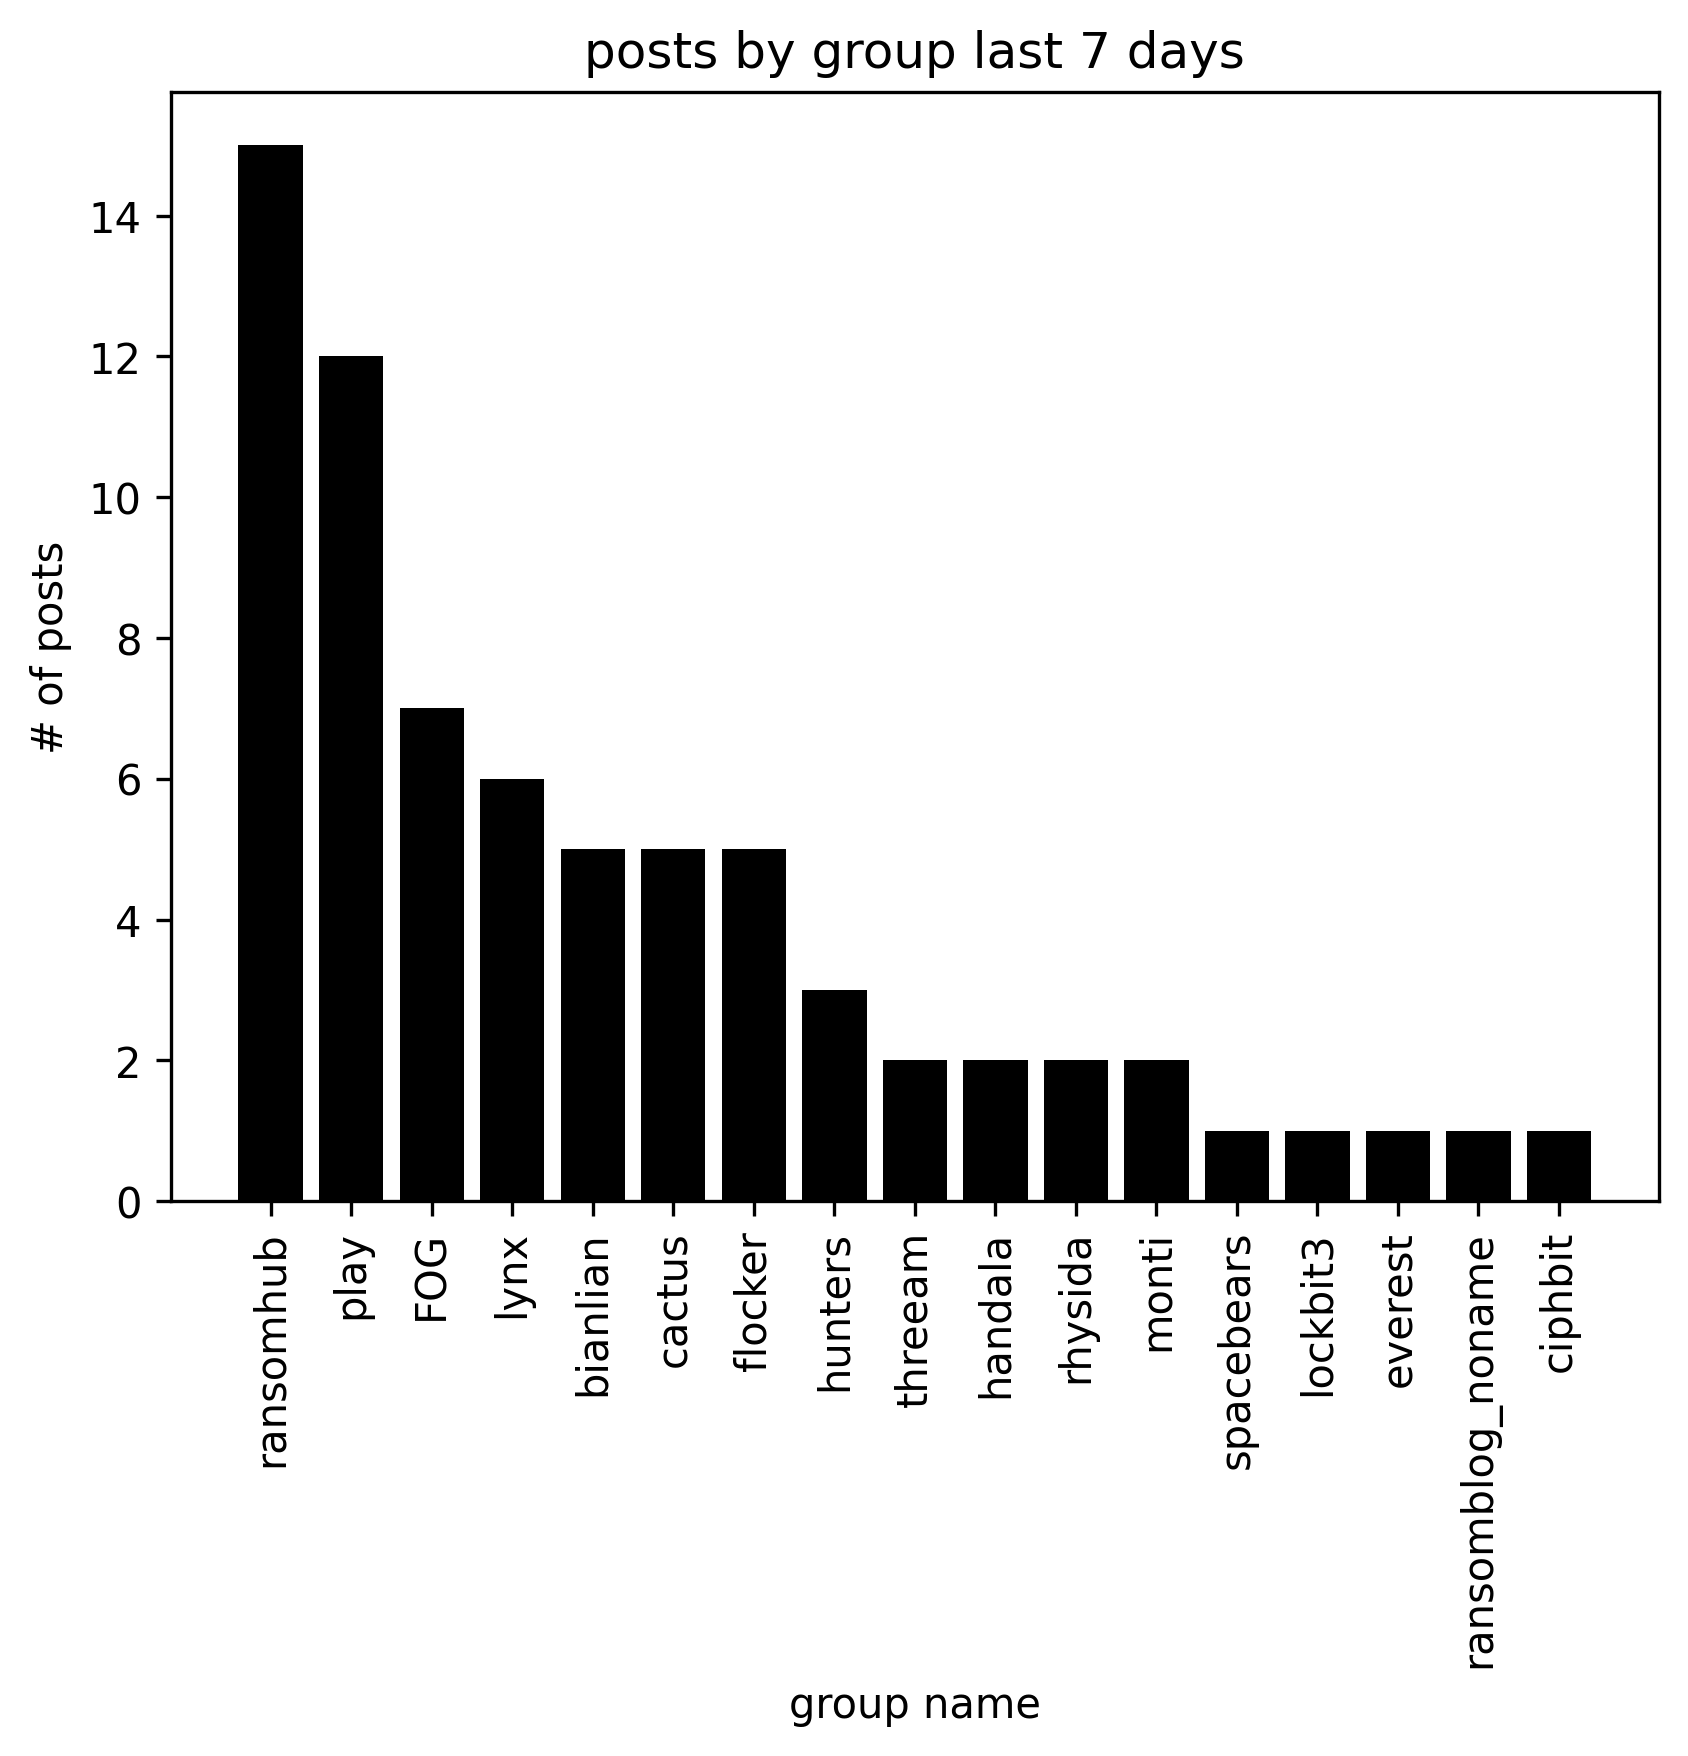 posts by group last 7 days
# of posts
14
12
10
8
6
4
2
0
ransomhub
play
FOG
lynx
bianlian
cactus
flocker
hunters
threeam
handala
rhysida
monti
spacebears
lockbit3
everest
ransomblog_noname
ciphbit
group name